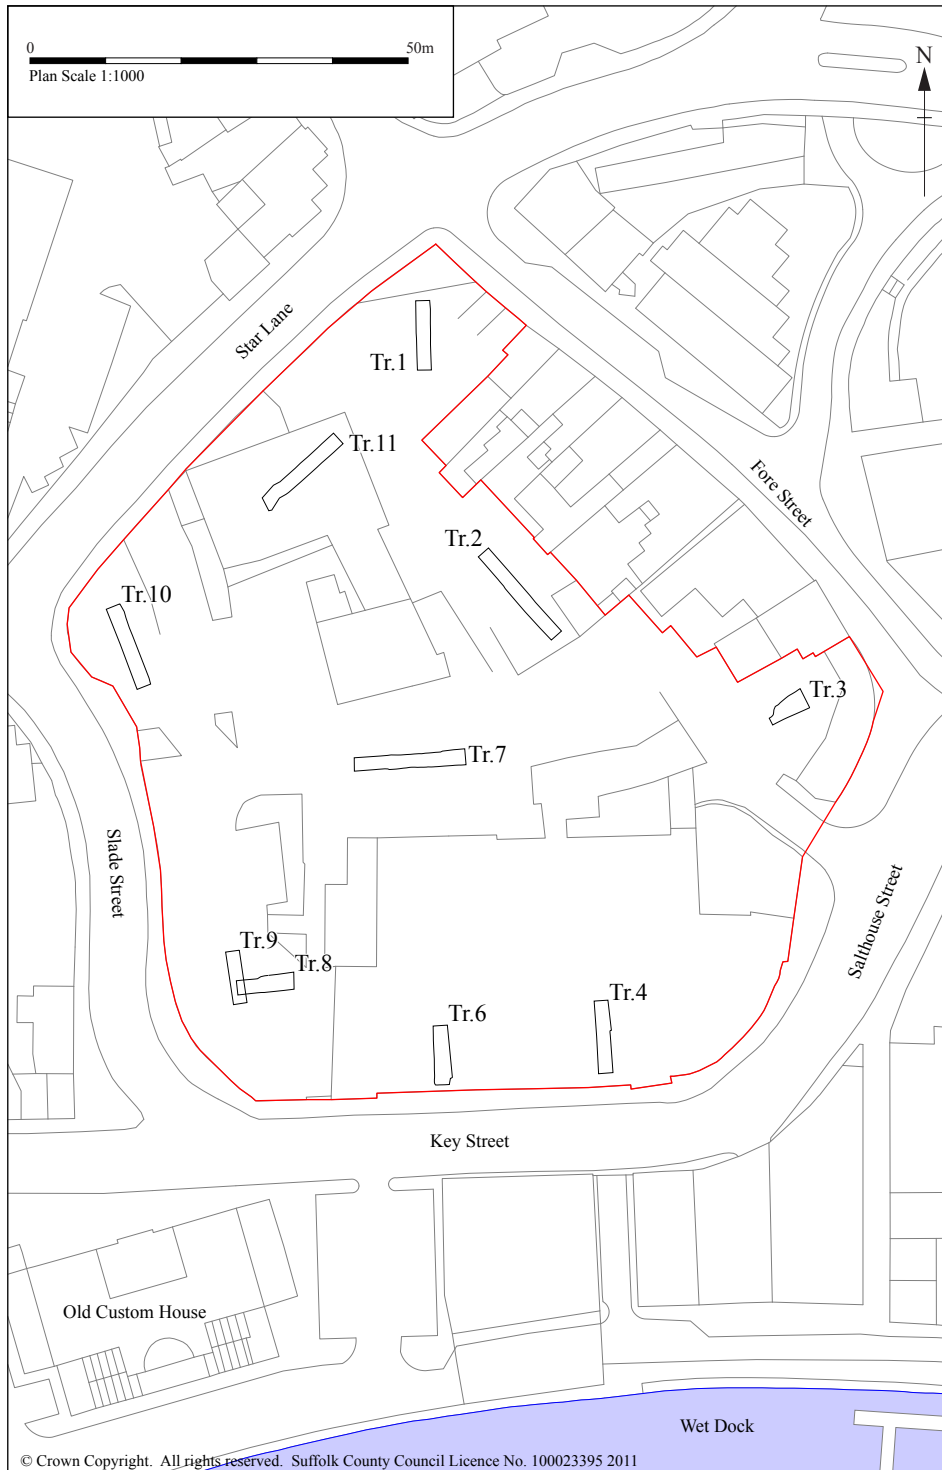 0 50m
Plan Scale 1:1000
N
Star Lane
Tr.1
Tr.11
Fore Street
Tr.2
Tr.10
Tr.3
Tr.7
Slade Street
Salthouse Street
Tr.9
Tr.8
Tr.4
Tr.6
Key Street
Old Custom House
Wet Dock
© Crown Copyright. All rights reserved. Suffolk County Council Licence No. 100023395 2011